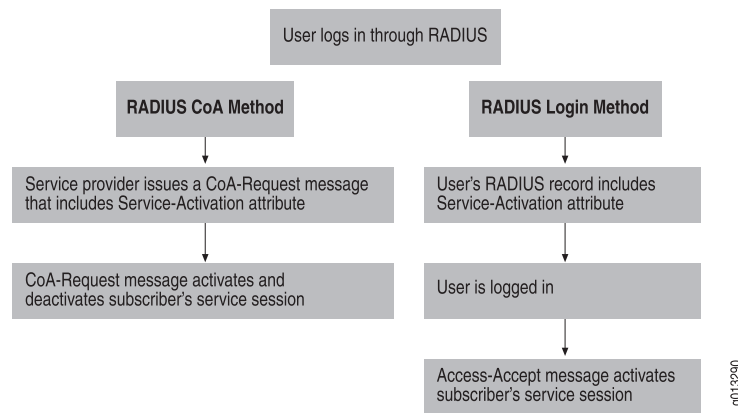 User logs in through RADIUS
RADIUS CoA Method
Service provider issues a CoA-Request message
that includes Service-Activation attribute
CoA-Request message activates and
deactivates subscriber's service session
RADIUS Login Method
User's RADIUS record includes
Service-Activation attribute
User is logged in
Access-Accept message activates
subscriber's service session
g013290